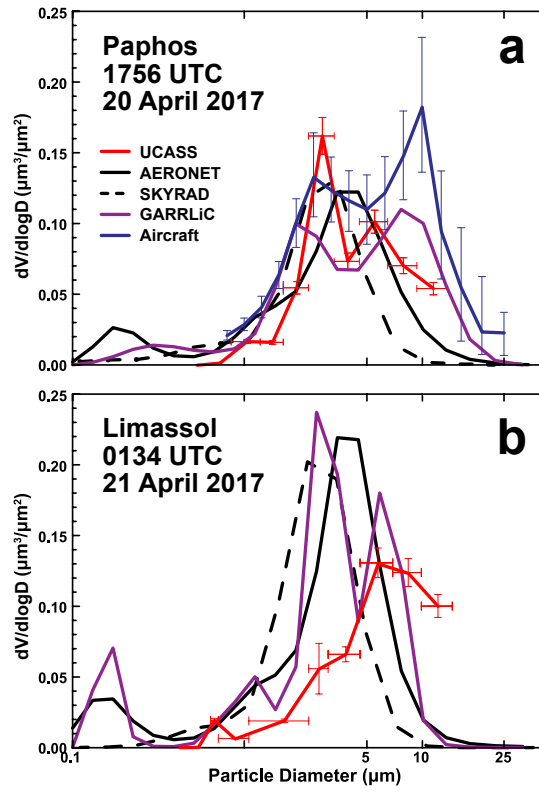 a
Paphos
1756 UTC
20 April 2017
UCASS
AERONET
SKYRAD
GARRLiC
Aircraft
dV/dlogD (µm³/µm²)
0.25
0.20
0.15
0.10
0.05
0.00
b
Limassol
0134 UTC
21 April 2017
dV/dlogD (µm³/µm²)
0.25
0.20
0.15
0.10
0.05
0.00
0.1 5 10 25
Particle Diameter (µm)